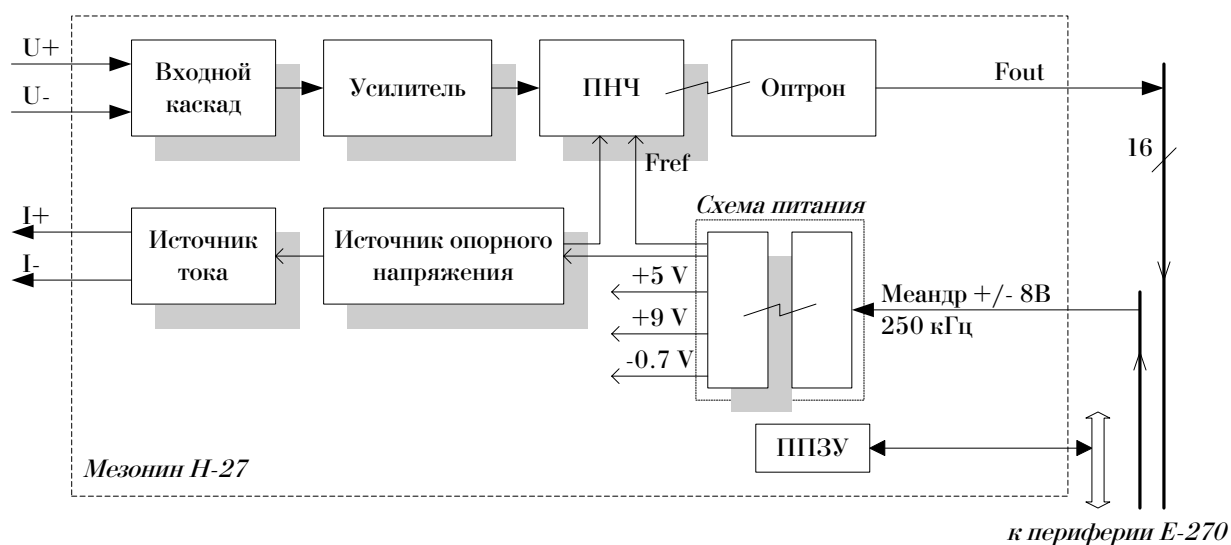 U+
U-
Входной
каскад
Усилитель
ПНЧ
Оптрон
Fout
16
Fref
Схема питания
I+
I-
Источник
тока
Источник опорного
напряжения
+5 V
+9 V
-0.7 V
Меандр +/- 8В
250 кГц
ППЗУ
Мезонин H-27
к периферии E-270